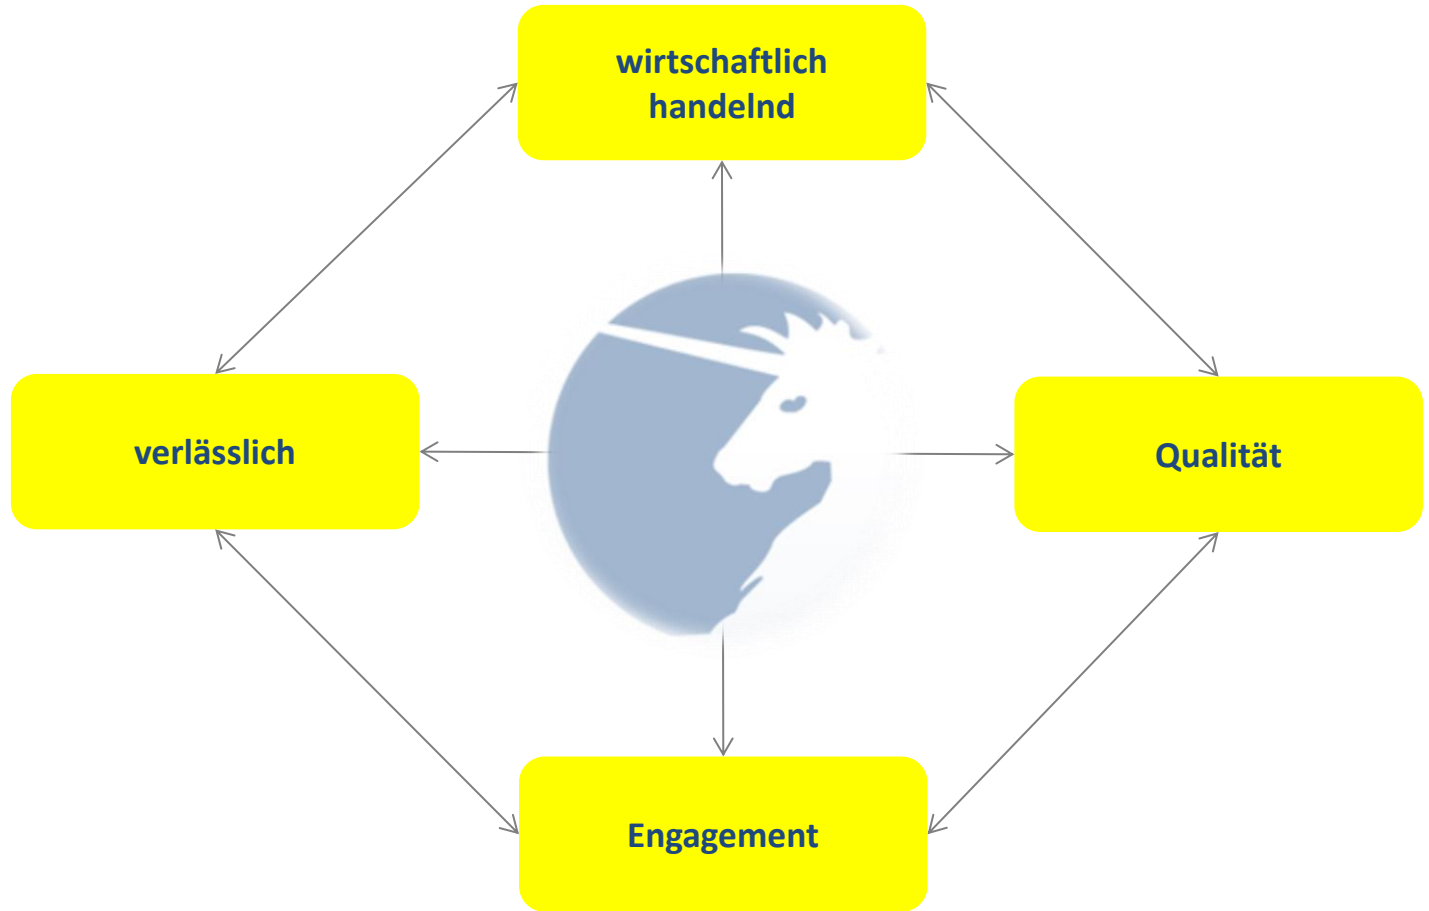 wirtschaftlich
handelnd
verlässlich
Qualität
Engagement